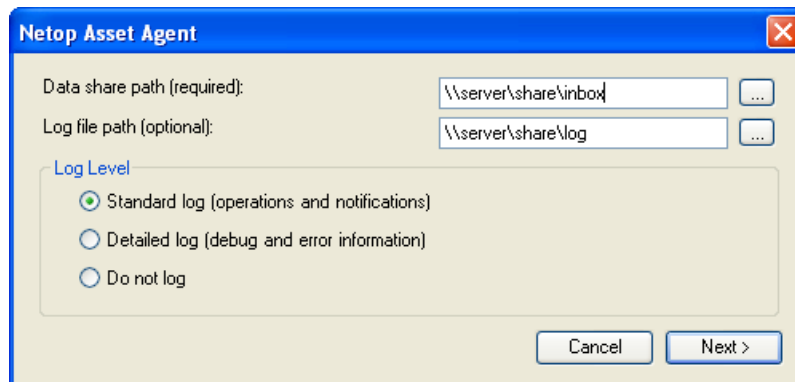 Netop Asset Agent
Data share path (required): \\server\share\inbox ...
Log file path (optional): \\server\share\log ...
Log Level
Standard log (operations and notifications)
Detailed log (debug and error information)
Do not log
Cancel Next >